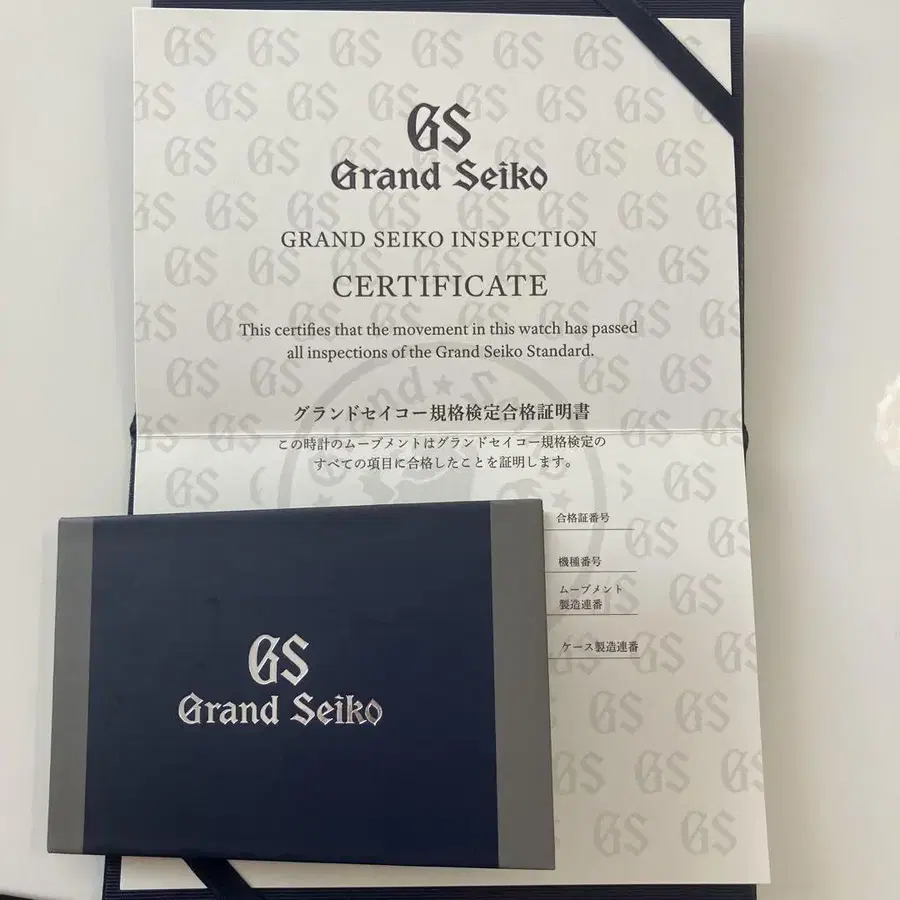 GS
Grand Seiko
GRAND SEIKO INSPECTION
CERTIFICATE
This certifies that the movement in this watch has passed
all inspections of the Grand Seiko Standard.
グランドセイコー規格検定合格証明書
この時計のムーブメントはグランドセイコー規格検定の
すべての項目に合格したことを証明します。
合格証番号
機種番号
ムーブメント
製造連番
ケース製造連番
GS
Grand Seiko